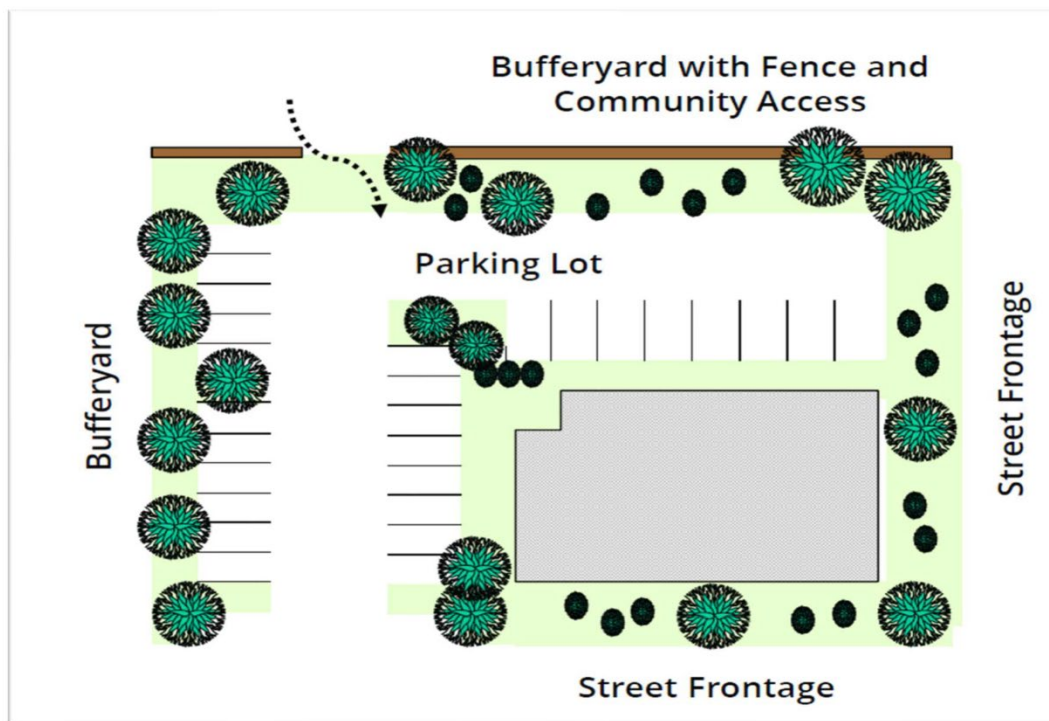 Bufferyard with Fence and
Community Access
Parking Lot
Bufferyard
Street Frontage
Street Frontage